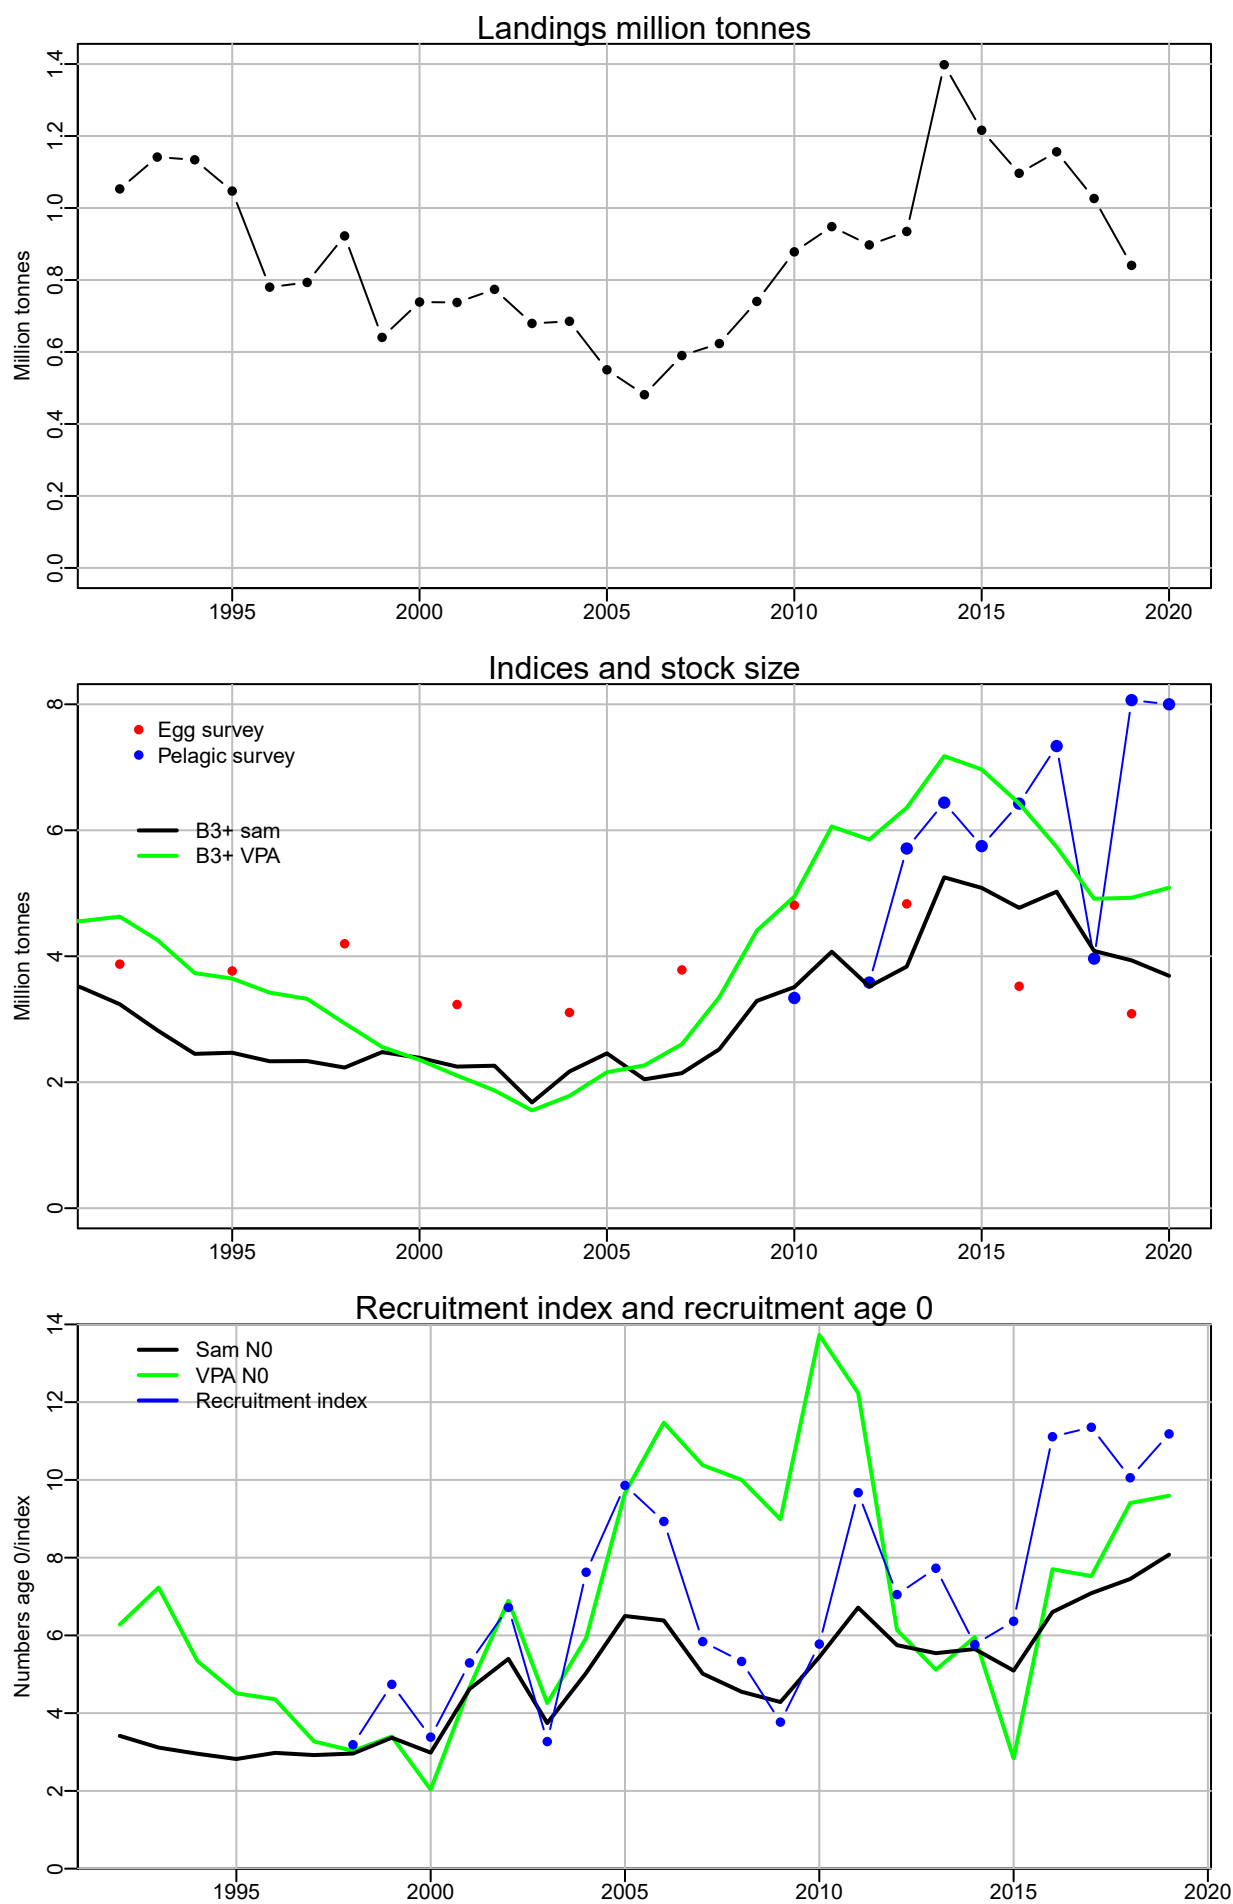 Landings million tonnes
Million tonnes
1.4
1.2
1.0
0.8
0.6
0.4
0.2
0.0
1995 2000 2005 2010 2015 2020
Indices and stock size
Million tonnes
8
6
4
2
0
Egg survey
Pelagic survey
B3+ sam
B3+ VPA
1995 2000 2005 2010 2015 2020
Recruitment index and recruitment age 0
Numbers age 0/index
14
12
10
8
6
4
2
0
Sam N0
VPA N0
Recruitment index
1995 2000 2005 2010 2015 2020